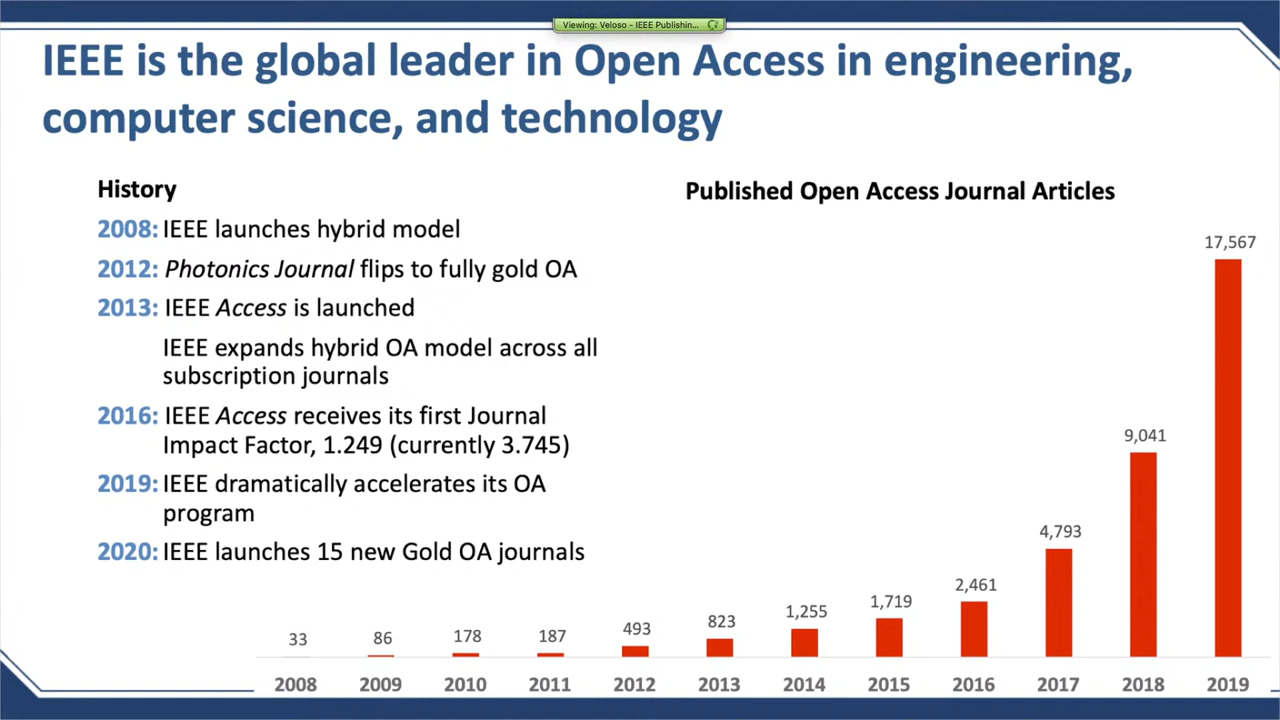 Viewing: Veloso - IEEE Publishin...
IEEE is the global leader in Open Access in engineering,
computer science, and technology
History
2008: IEEE launches hybrid model
2012: Photonics Journal flips to fully gold OA
2013: IEEE Access is launched
IEEE expands hybrid OA model across all
subscription journals
2016: IEEE Access receives its first Journal
Impact Factor, 1.249 (currently 3.745)
2019: IEEE dramatically accelerates its OA
program
2020: IEEE launches 15 new Gold OA journals
Published Open Access Journal Articles
33 86 178 187 493 823 1,255 1,719 2,461 4,793 9,041 17,567
2008 2009 2010 2011 2012 2013 2014 2015 2016 2017 2018 2019